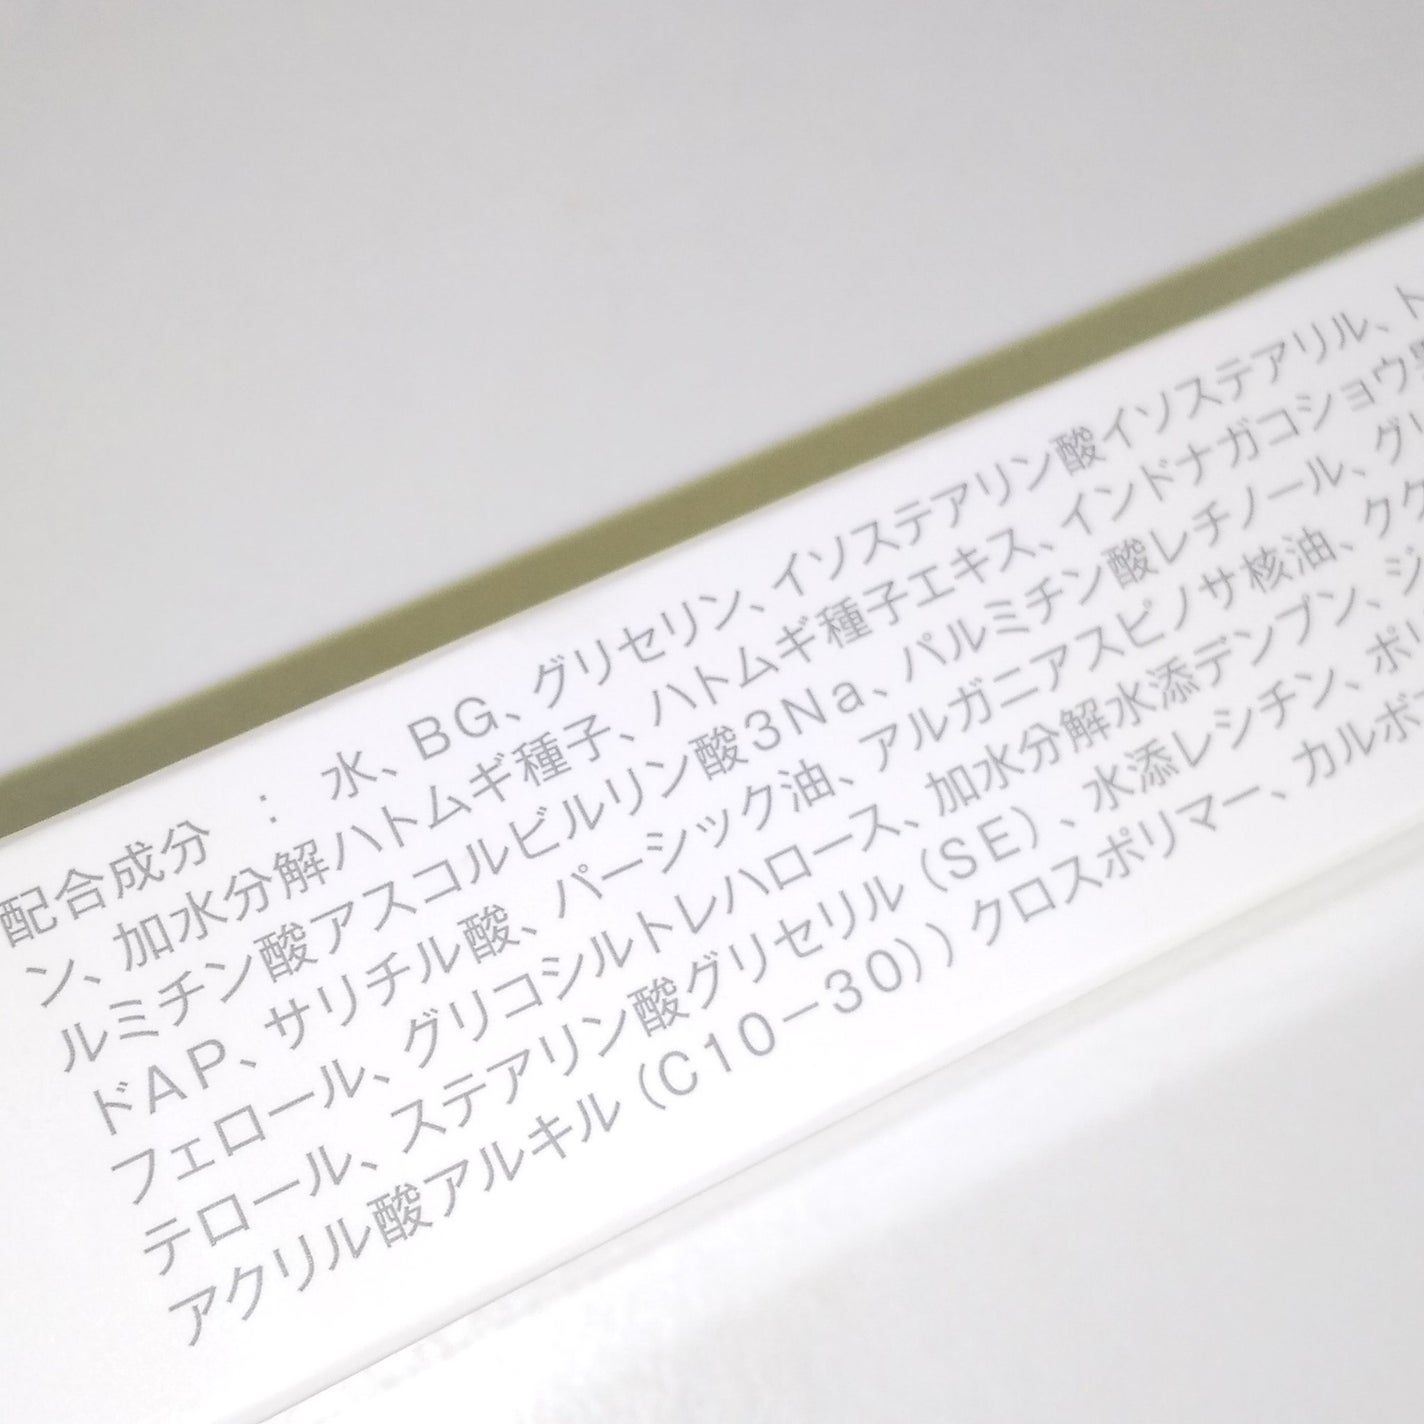 配合成分 ： 水、BG、グリセリン、イソステアリン酸イソステアリル、ト
ン、加水分解ハトムギ種子、ハトムギ種子エキス、インドナガコショウ果
ルミチン酸アスコルビルリン酸3Na、パルミチン酸レチノール、グリ
ドAP、サリチル酸、パーシック油、アルガニアスピノサ核油、クク
フェロール、グリコシルトレハロース、加水分解水添デンプン、ジ
テロール、ステアリン酸グリセリル（SE）、水添レシチン、ポリ
アクリル酸アルキル（C10－30））クロスポリマー、カルボ